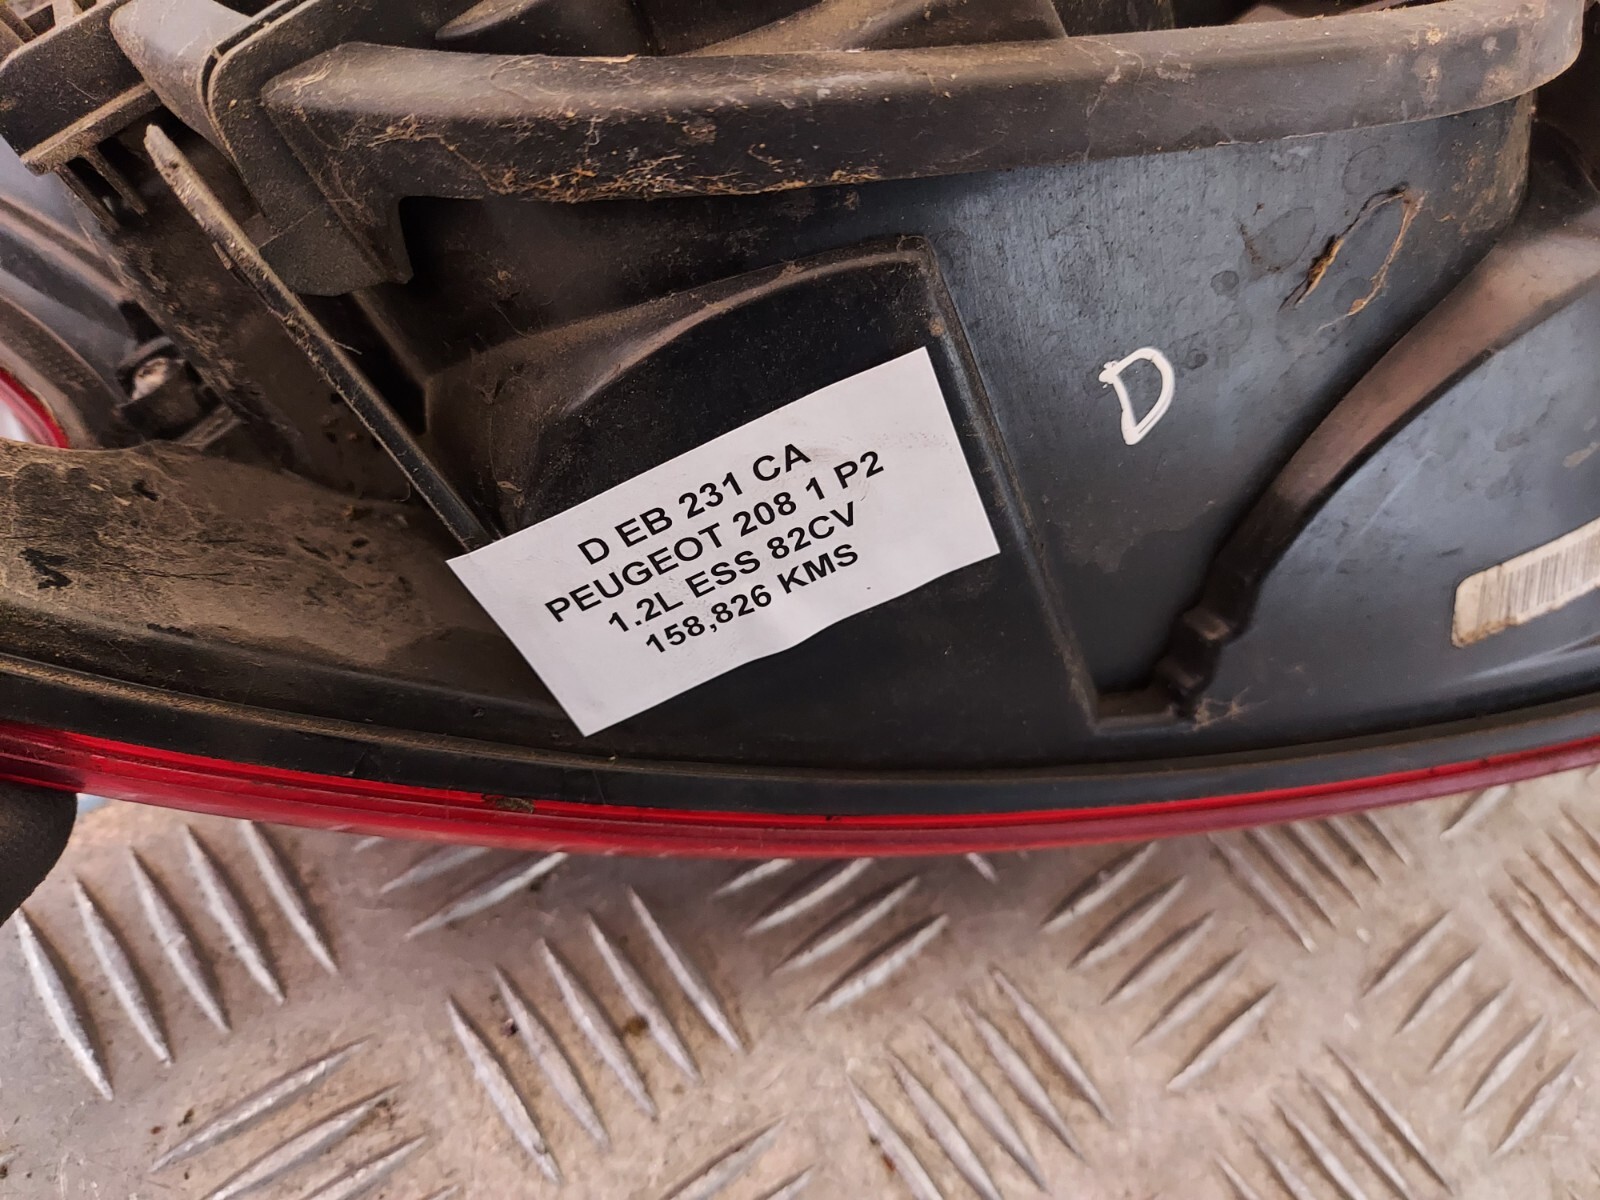 D
D EB 231 CA
PEUGEOT 208 1 P2
1.2L ESS 82CV
158,826 KMS